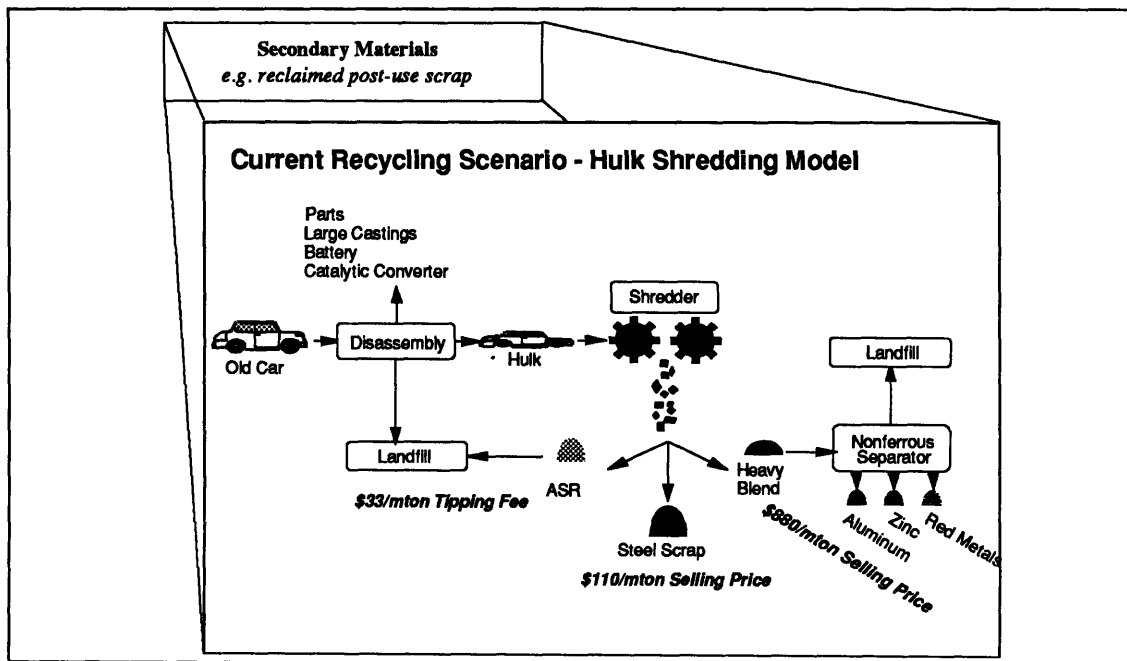 Secondary Materials
e.g. reclaimed post-use scrap
Current Recycling Scenario - Hulk Shredding Model
Parts
Large Castings
Battery
Catalytic Converter
Shredder
Old Car
Disassembly
Hulk
Landfill
Landfill
$33/mton Tipping Fee
ASR
Steel Scrap
$110/mton Selling Price
Heavy
Blend
Nonferrous
Separator
Aluminum
Zinc
Red Metals
$880/mton Selling Price